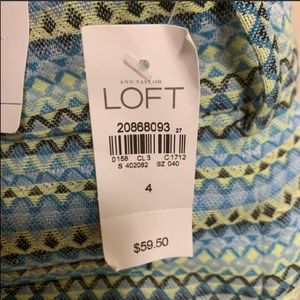 ANN TAYLOR
LOFT
20868093
27
D158 CL3 C1712
S 402082 SZ 040
4
$59.50